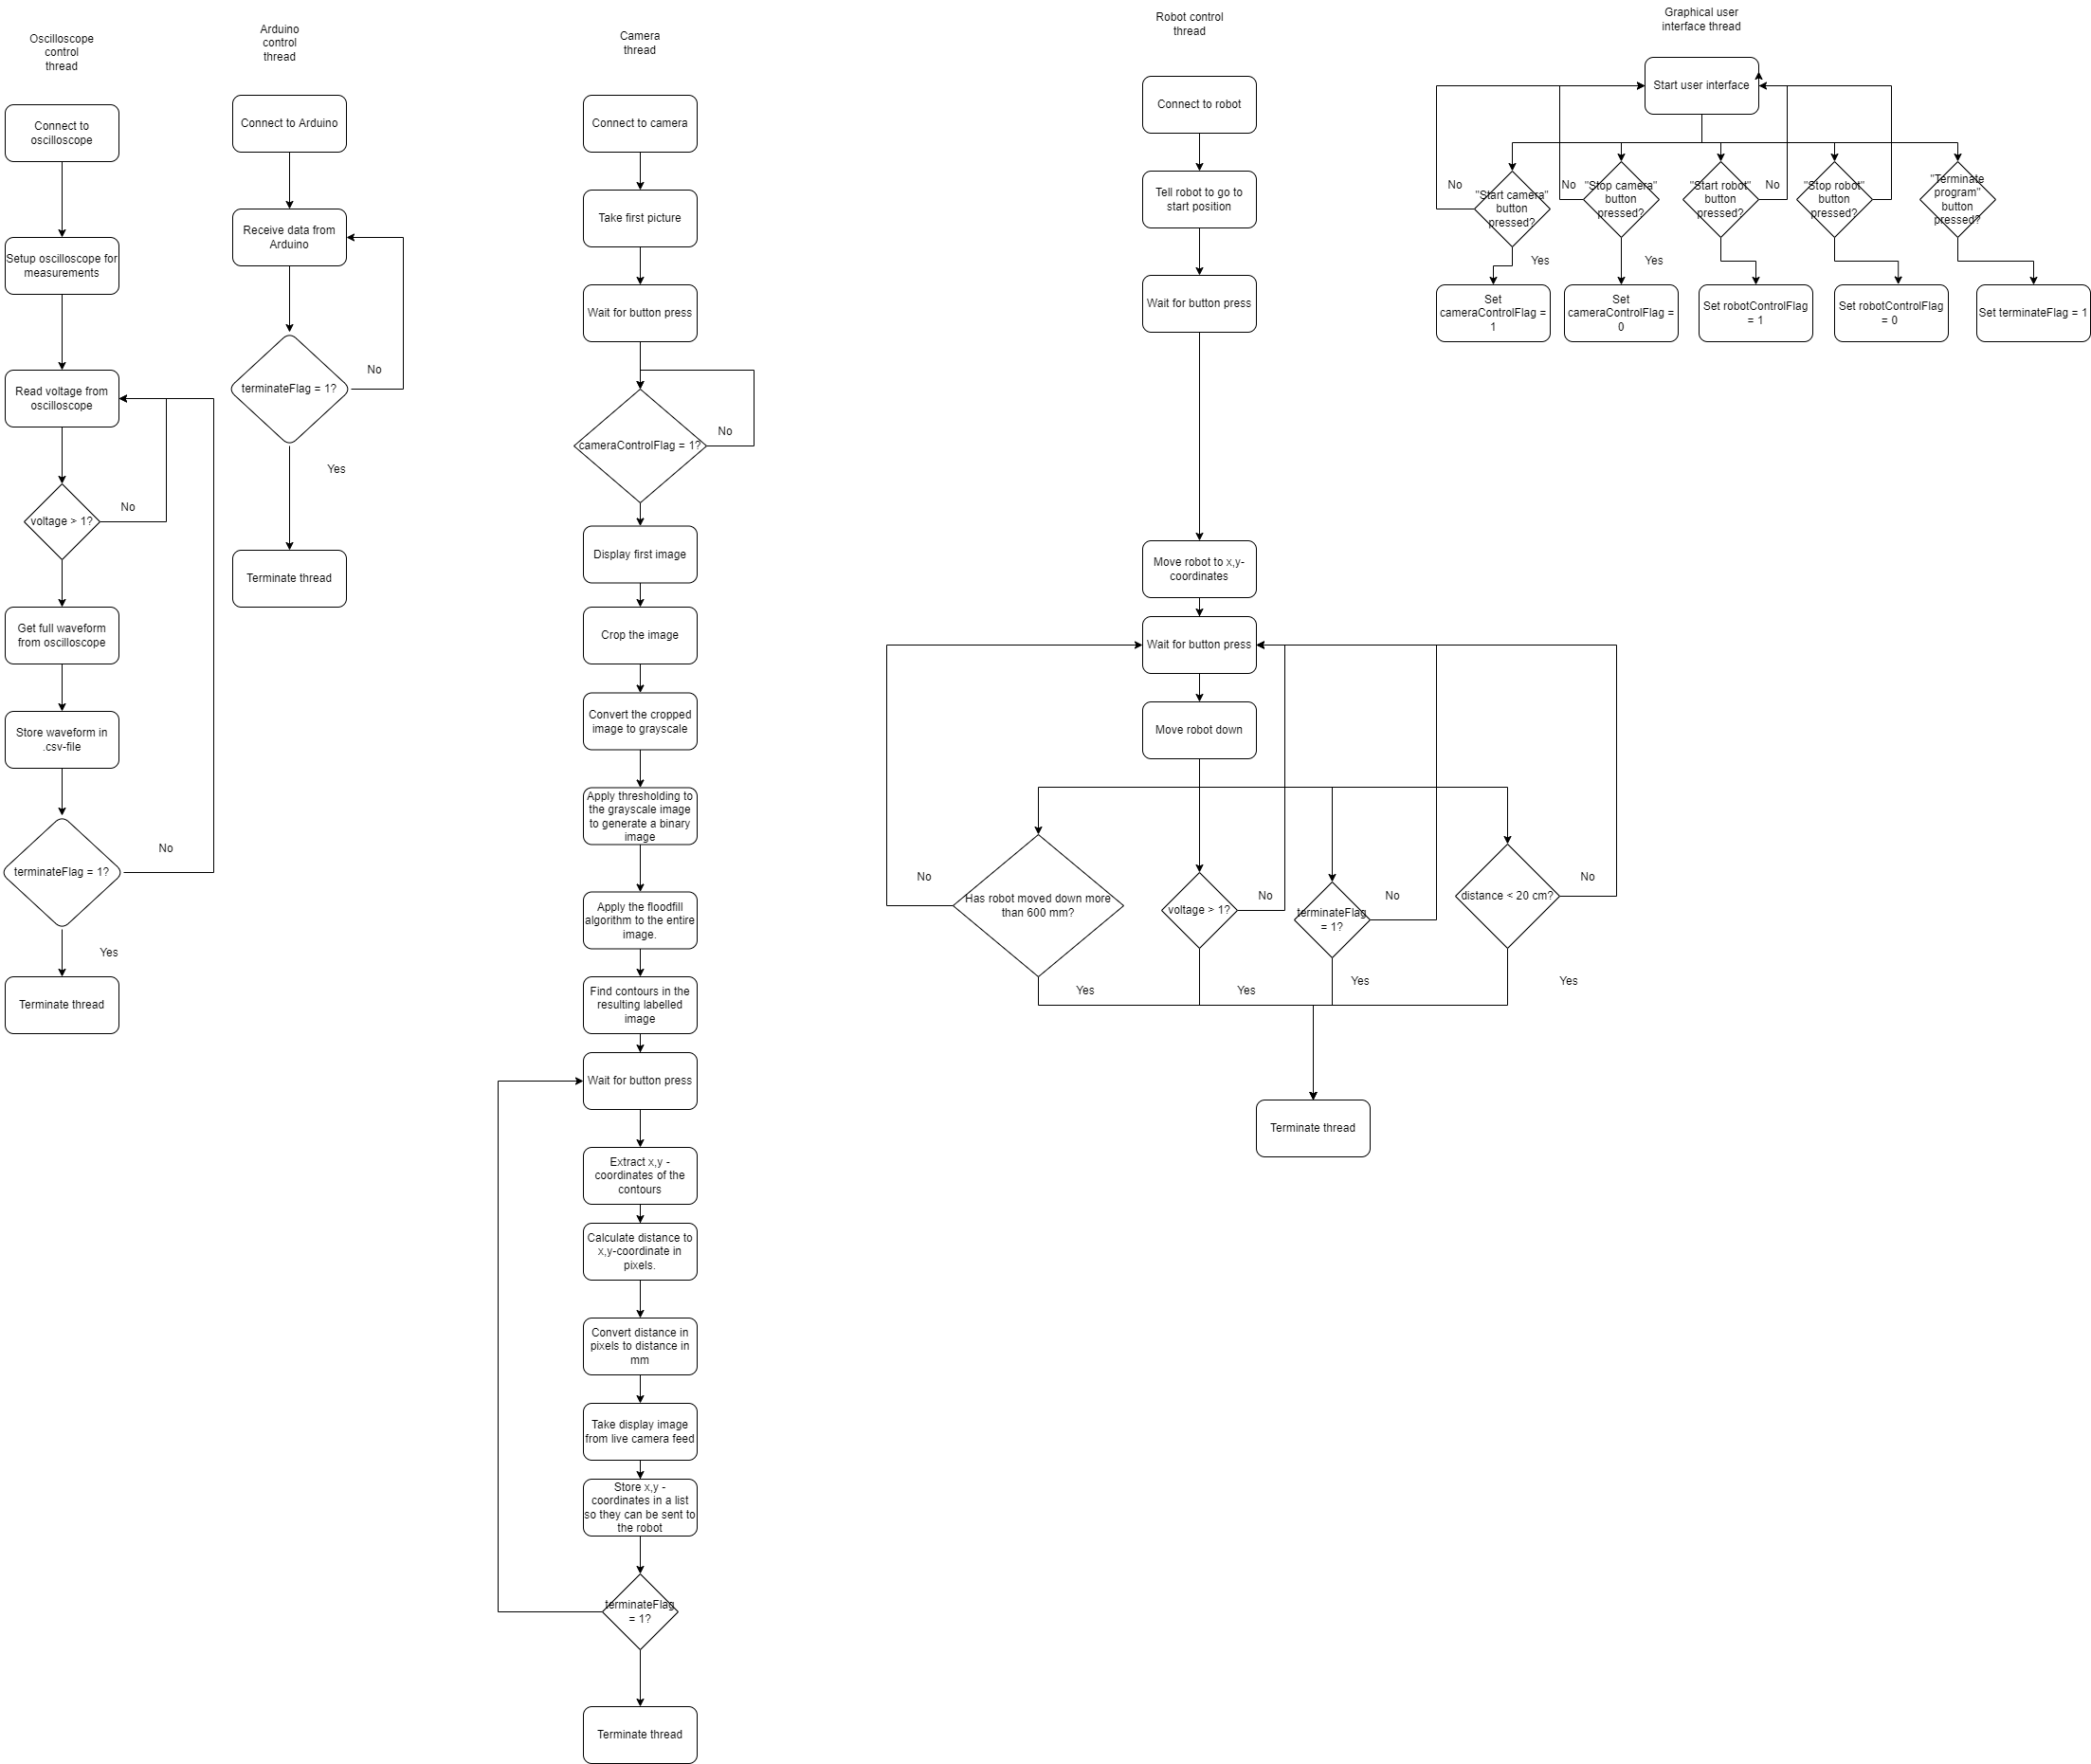 Oscilloscope
control
thread
Connect to
oscilloscope
Setup oscilloscope for
measurements
Read voltage from
oscilloscope
voltage > 1?
No
Get full waveform
from oscilloscope
Store waveform in
.csv-file
terminateFlag = 1?
No
Yes
Terminate thread
Arduino
control
thread
Connect to Arduino
Receive data from
Arduino
terminateFlag = 1?
No
Yes
Terminate thread
Camera
thread
Connect to camera
Take first picture
Wait for button press
cameraControlFlag = 1?
No
Display first image
Crop the image
Convert the cropped
image to grayscale
Apply thresholding to
the grayscale image
to generate a binary
image
Apply the floodfill
algorithm to the entire
image.
Find contours in the
resulting labelled
image
Wait for button press
Extract x,y -
coordinates of the
contours
Calculate distance to
x,y-coordinate in
pixels.
Convert distance in
pixels to distance in
mm
Take display image
from live camera feed
Store x,y -
coordinates in a list
so they can be sent to
the robot
terminateFlag
= 1?
Terminate thread
Robot control
thread
Connect to robot
Tell robot to go to
start position
Wait for button press
Move robot to x,y-
coordinates
Wait for button press
Move robot down
No
Has robot moved down more
than 600 mm?
Yes
voltage > 1?
No
Yes
terminateFlag
= 1?
No
Yes
distance < 20 cm?
No
Yes
Terminate thread
Graphical user
interface thread
Start user interface
No
"Start camera"
button
pressed?
Yes
No
"Stop camera"
button
pressed?
Yes
"Start robot"
button
pressed?
No
"Stop robot"
button
pressed?
"Terminate
program"
button
pressed?
Set
cameraControlFlag =
1
Set
cameraControlFlag =
0
Set robotControlFlag
= 1
Set robotControlFlag
= 0
Set terminateFlag = 1